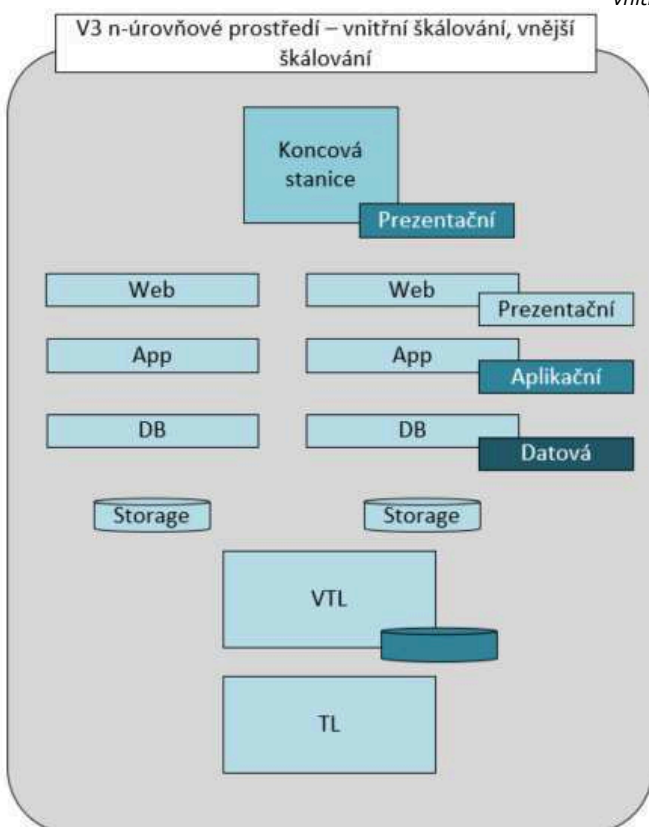 V3 n-úrovňové prostředí – vnitřní škálování, vnější
škálování
Koncová
stanice
Prezentační
Web
Web
Prezentační
App
App
Aplikační
DB
DB
Datová
Storage
Storage
VTL
TL